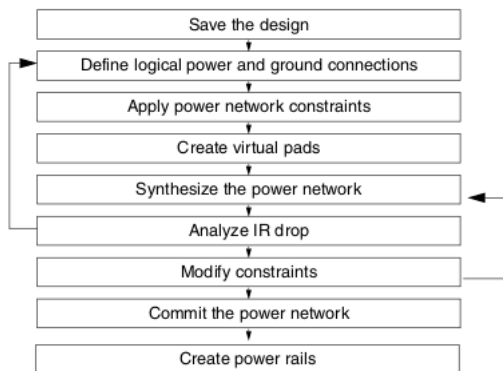 Save the design
Define logical power and ground connections
Apply power network constraints
Create virtual pads
Synthesize the power network
Analyze IR drop
Modify constraints
Commit the power network
Create power rails